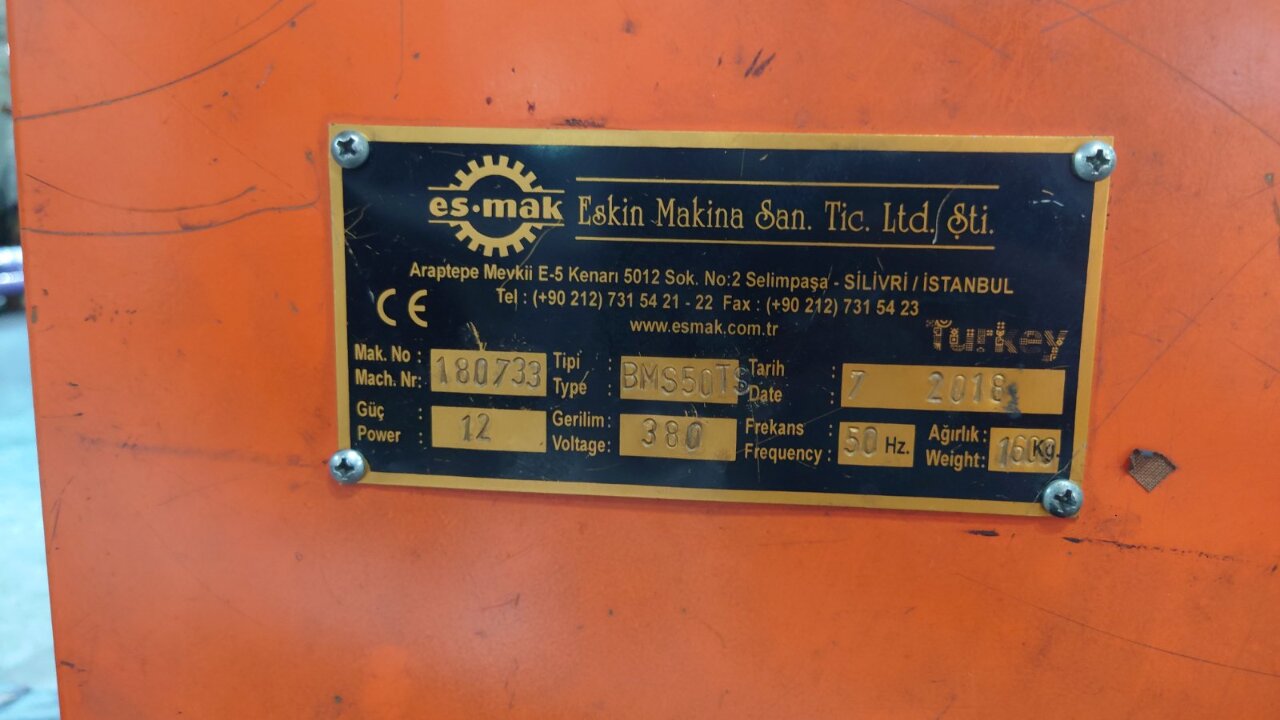 es·mak Eskin Makina San. Tic. Ltd. Şti.
Araptepe Mevkii E-5 Kenarı 5012 Sok. No:2 Selimpaşa - SİLİVRİ / İSTANBUL
Tel : (+90 212) 731 54 21 - 22 Fax : (+90 212) 731 54 23
CE
www.esmak.com.tr
Turkey
Mak. No : Tipi Tarih :
180733 BMS50TS 7 2018
Mach. Nr: Type : Date :
Güç : Gerilim : Frekans : Ağırlık :
12 380 50 Hz. Kg.
Power : Voltage: Frequency : Weight: